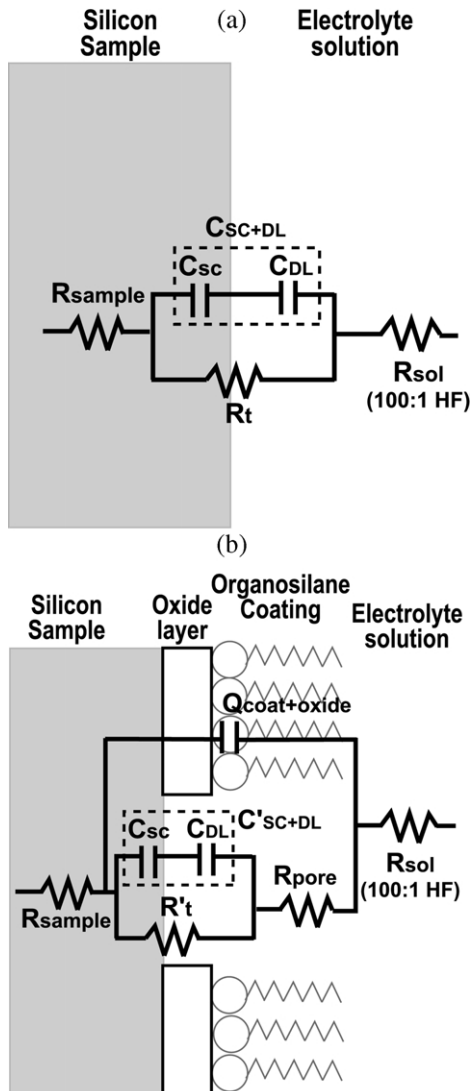 (a)
Silicon
Sample
Electrolyte
solution
CSC+DL
Csc
CDL
Rsample
Rt
Rsol
(100:1 HF)
(b)
Silicon
Sample
Oxide
layer
Organosilane
Coating
Electrolyte
solution
Qcoat+oxide
Csc
CDL
C'SC+DL
Rsample
R't
Rpore
Rsol
(100:1 HF)